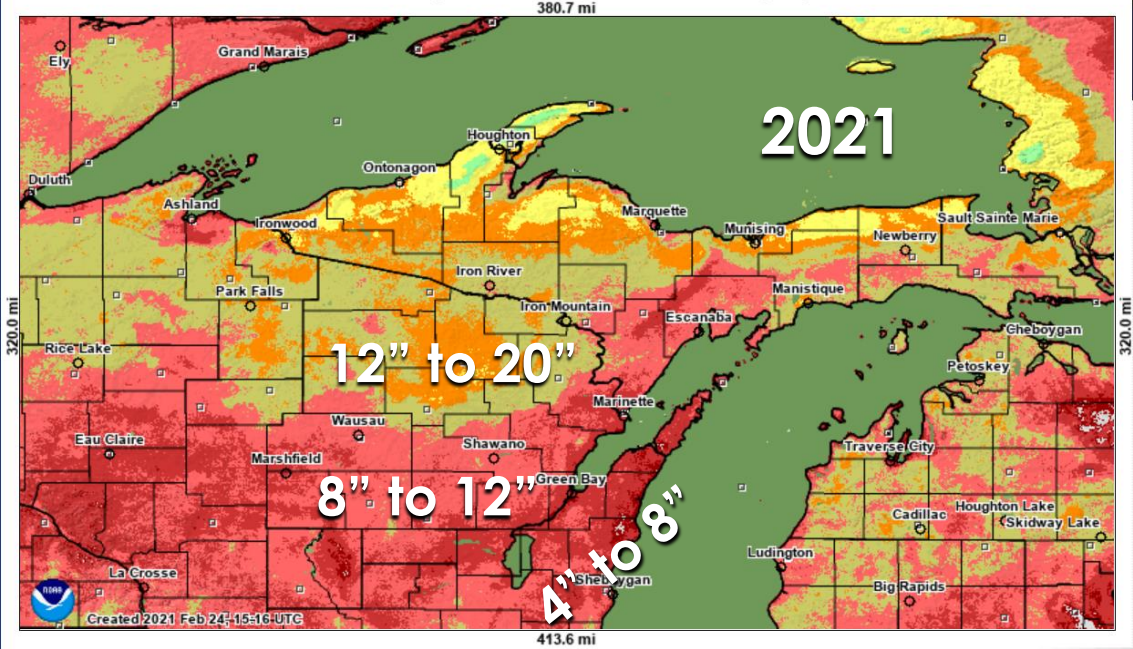 380.7 mi
Ely
Grand Marais
2021
Houghton
Ontonagon
Duluth
Ashland
Ironwood
Marquette
Munising
Sault Sainte Marie
Newberry
Iron River
Park Falls
Manistique
Iron Mountain
Escanaba
320.0 mi
320.0 mi
Cheboygan
Rice Lake
12” to 20”
Petoskey
Marinette
Wausau
Eau Claire
Shawano
Traverse City
Marshfield
Green Bay
8” to 12”
4” to 8”
Cadillac
Houghton Lake
Skidway Lake
Ludington
La Crosse
Sheboygan
Big Rapids
NOAA
Created 2021 Feb 24, 15:16 UTC
413.6 mi